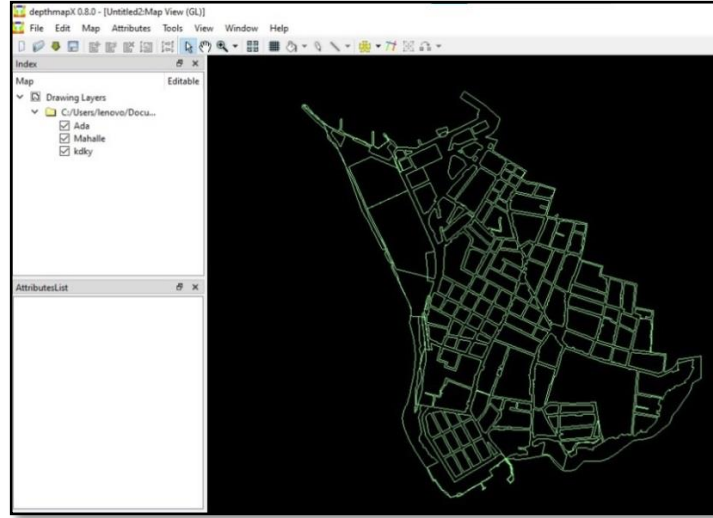 depthmapX 0.8.0 - [Untitled2:Map View (GL)]
File Edit Map Attributes Tools View Window Help
Index
Map Editable
Drawing Layers
C:/Users/lenovo/Docu...
Ada
Mahalle
kdky
AttributesList